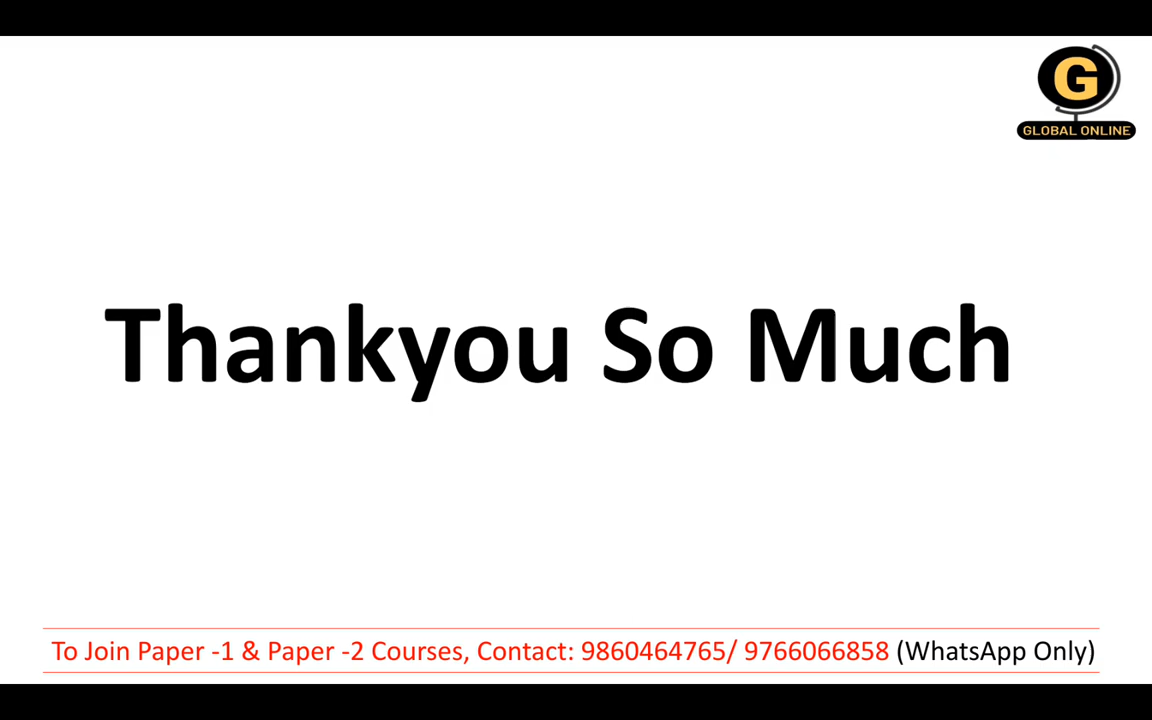 G
GLOBAL ONLINE
Thankyou So Much
To Join Paper -1 & Paper -2 Courses, Contact: 9860464765/ 9766066858 (WhatsApp Only)